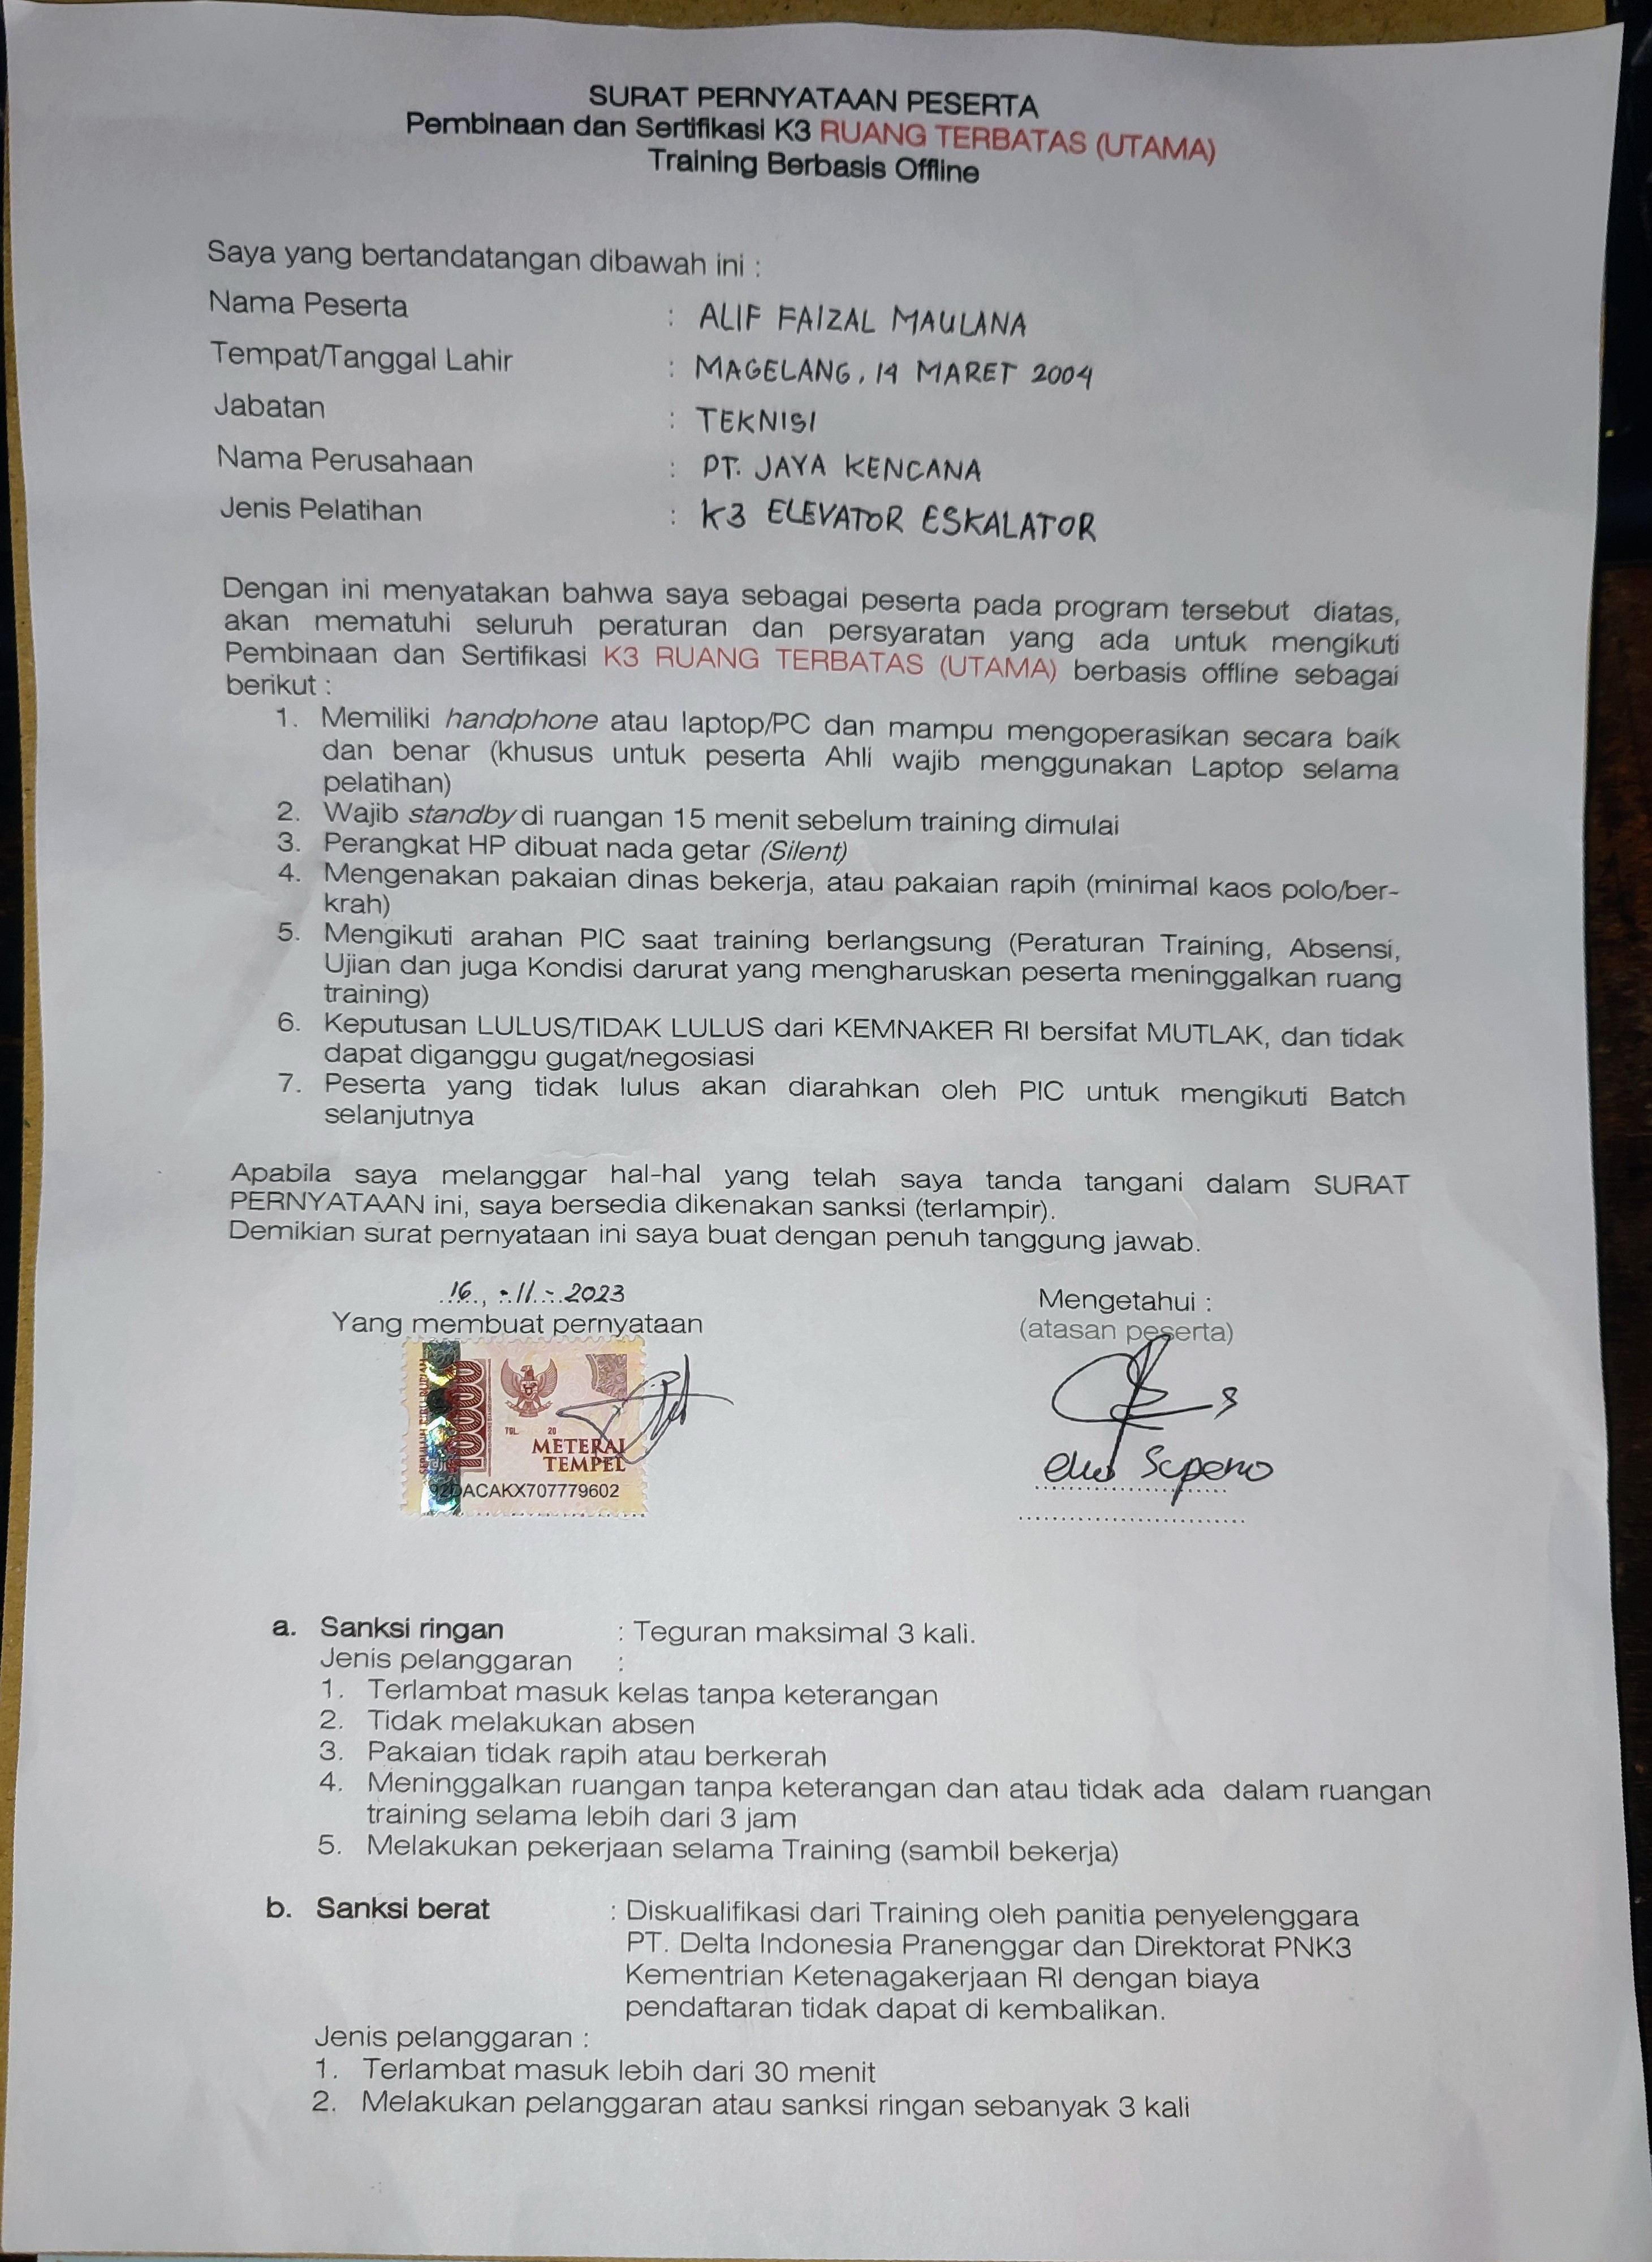 SURAT PERNYATAAN PESERTA
Pembinaan dan Sertifikasi K3 RUANG TERBATAS (UTAMA)
Training Berbasis Offline
Saya yang bertandatangan dibawah ini :
Nama Peserta : ALIF FAIZAL MAULANA
Tempat/Tanggal Lahir : MAGELANG, 14 MARET 2004
Jabatan : TEKNISI
Nama Perusahaan : PT. JAYA KENCANA
Jenis Pelatihan : K3 ELEVATOR ESKALATOR
Dengan ini menyatakan bahwa saya sebagai peserta pada program tersebut diatas,
akan mematuhi seluruh peraturan dan persyaratan yang ada untuk mengikuti
Pembinaan dan Sertifikasi K3 RUANG TERBATAS (UTAMA) berbasis offline sebagai
berikut :
1. Memiliki handphone atau laptop/PC dan mampu mengoperasikan secara baik
dan benar (khusus untuk peserta Ahli wajib menggunakan Laptop selama
pelatihan)
2. Wajib standby di ruangan 15 menit sebelum training dimulai
3. Perangkat HP dibuat nada getar (Silent)
4. Mengenakan pakaian dinas bekerja, atau pakaian rapih (minimal kaos polo/ber-
krah)
5. Mengikuti arahan PIC saat training berlangsung (Peraturan Training, Absensi,
Ujian dan juga Kondisi darurat yang mengharuskan peserta meninggalkan ruang
training)
6. Keputusan LULUS/TIDAK LULUS dari KEMNAKER RI bersifat MUTLAK, dan tidak
dapat diganggu gugat/negosiasi
7. Peserta yang tidak lulus akan diarahkan oleh PIC untuk mengikuti Batch
selanjutnya
Apabila saya melanggar hal-hal yang telah saya tanda tangani dalam SURAT
PERNYATAAN ini, saya bersedia dikenakan sanksi (terlampir).
Demikian surat pernyataan ini saya buat dengan penuh tanggung jawab.
16, - 11 - 2023
Yang membuat pernyataan
Mengetahui :
(atasan peserta)
10000
TGL. 20
METERAI
TEMPEL
92DACAKX707779602
a. Sanksi ringan : Teguran maksimal 3 kali.
Jenis pelanggaran :
1. Terlambat masuk kelas tanpa keterangan
2. Tidak melakukan absen
3. Pakaian tidak rapih atau berkerah
4. Meninggalkan ruangan tanpa keterangan dan atau tidak ada dalam ruangan
training selama lebih dari 3 jam
5. Melakukan pekerjaan selama Training (sambil bekerja)
b. Sanksi berat : Diskualifikasi dari Training oleh panitia penyelenggara
PT. Delta Indonesia Pranenggar dan Direktorat PNK3
Kementrian Ketenagakerjaan RI dengan biaya
pendaftaran tidak dapat di kembalikan.
Jenis pelanggaran :
1. Terlambat masuk lebih dari 30 menit
2. Melakukan pelanggaran atau sanksi ringan sebanyak 3 kali